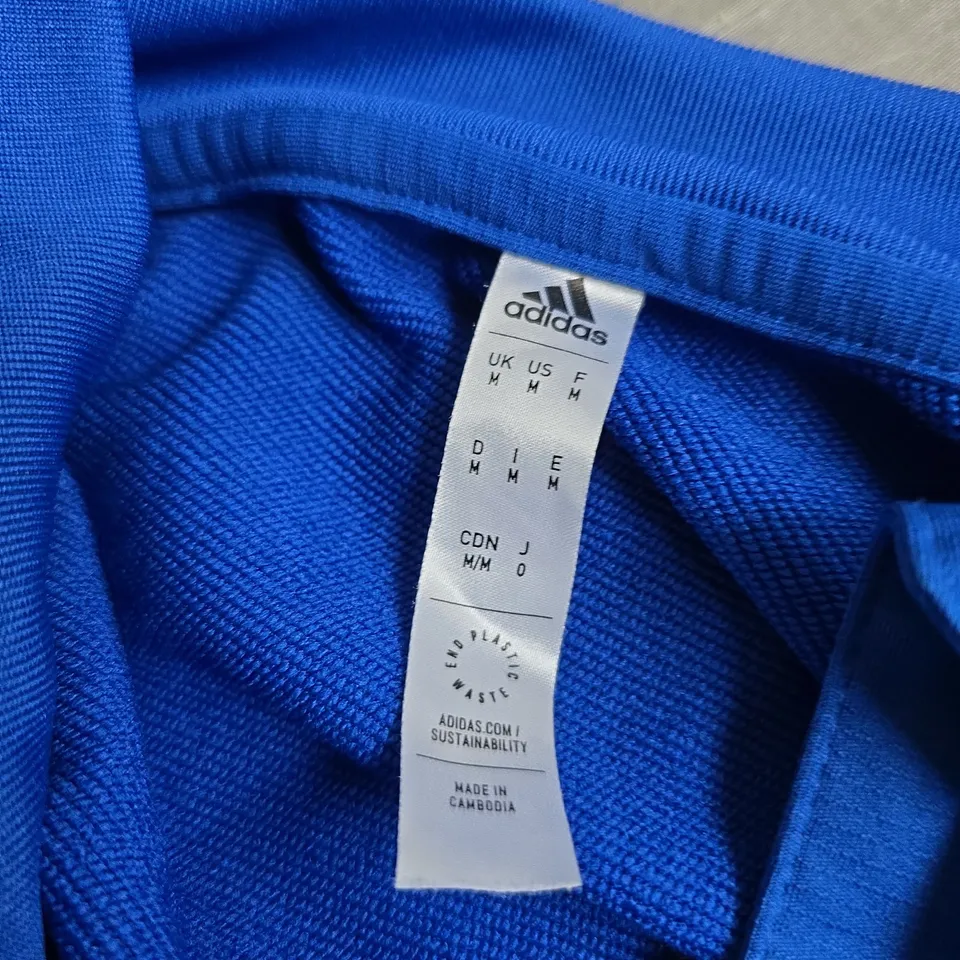 adidas
UK US F
M M M
D I E
M M M
CDN J
M/M O
END PLASTIC WASTE
ADIDAS.COM/
SUSTAINABILITY
MADE IN
CAMBODIA